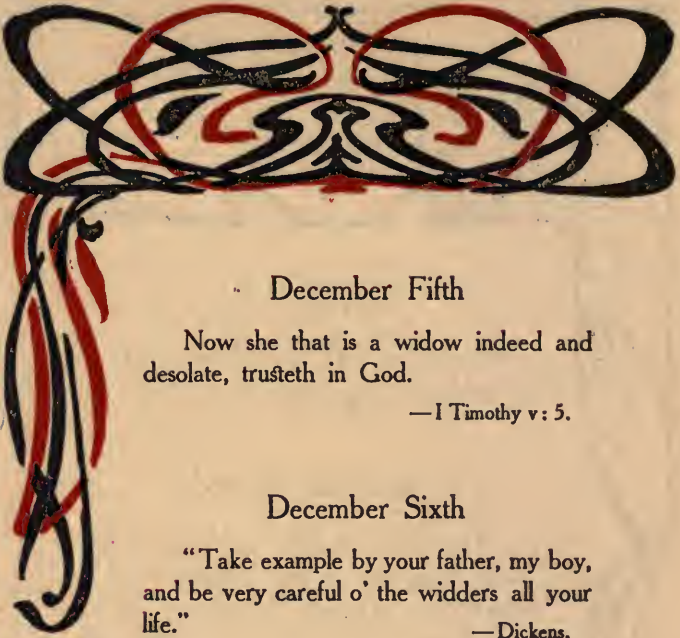 December Fifth
Now she that is a widow indeed and
desolate, trusteth in God.
—I Timothy v: 5.
December Sixth
"Take example by your father, my boy,
and be very careful o' the widders all your
life."
—Dickens.